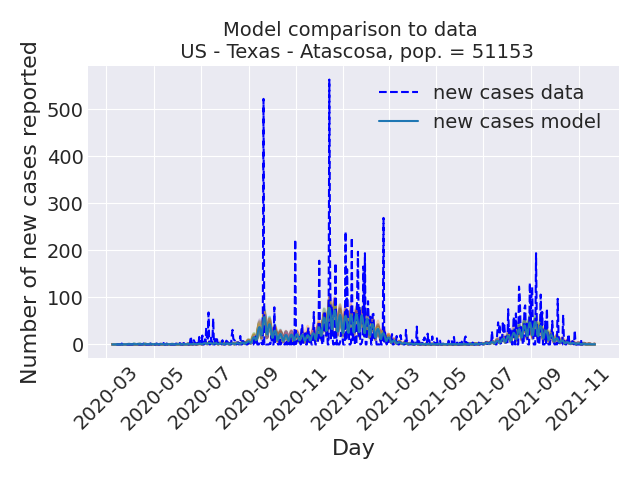 Model comparison to data
US - Texas - Atascosa, pop. = 51153
Number of new cases reported
500
400
300
200
100
0
new cases data
new cases model
2020-03
2020-05
2020-07
2020-09
2020-11
2021-01
2021-03
2021-05
2021-07
2021-09
2021-11
Day